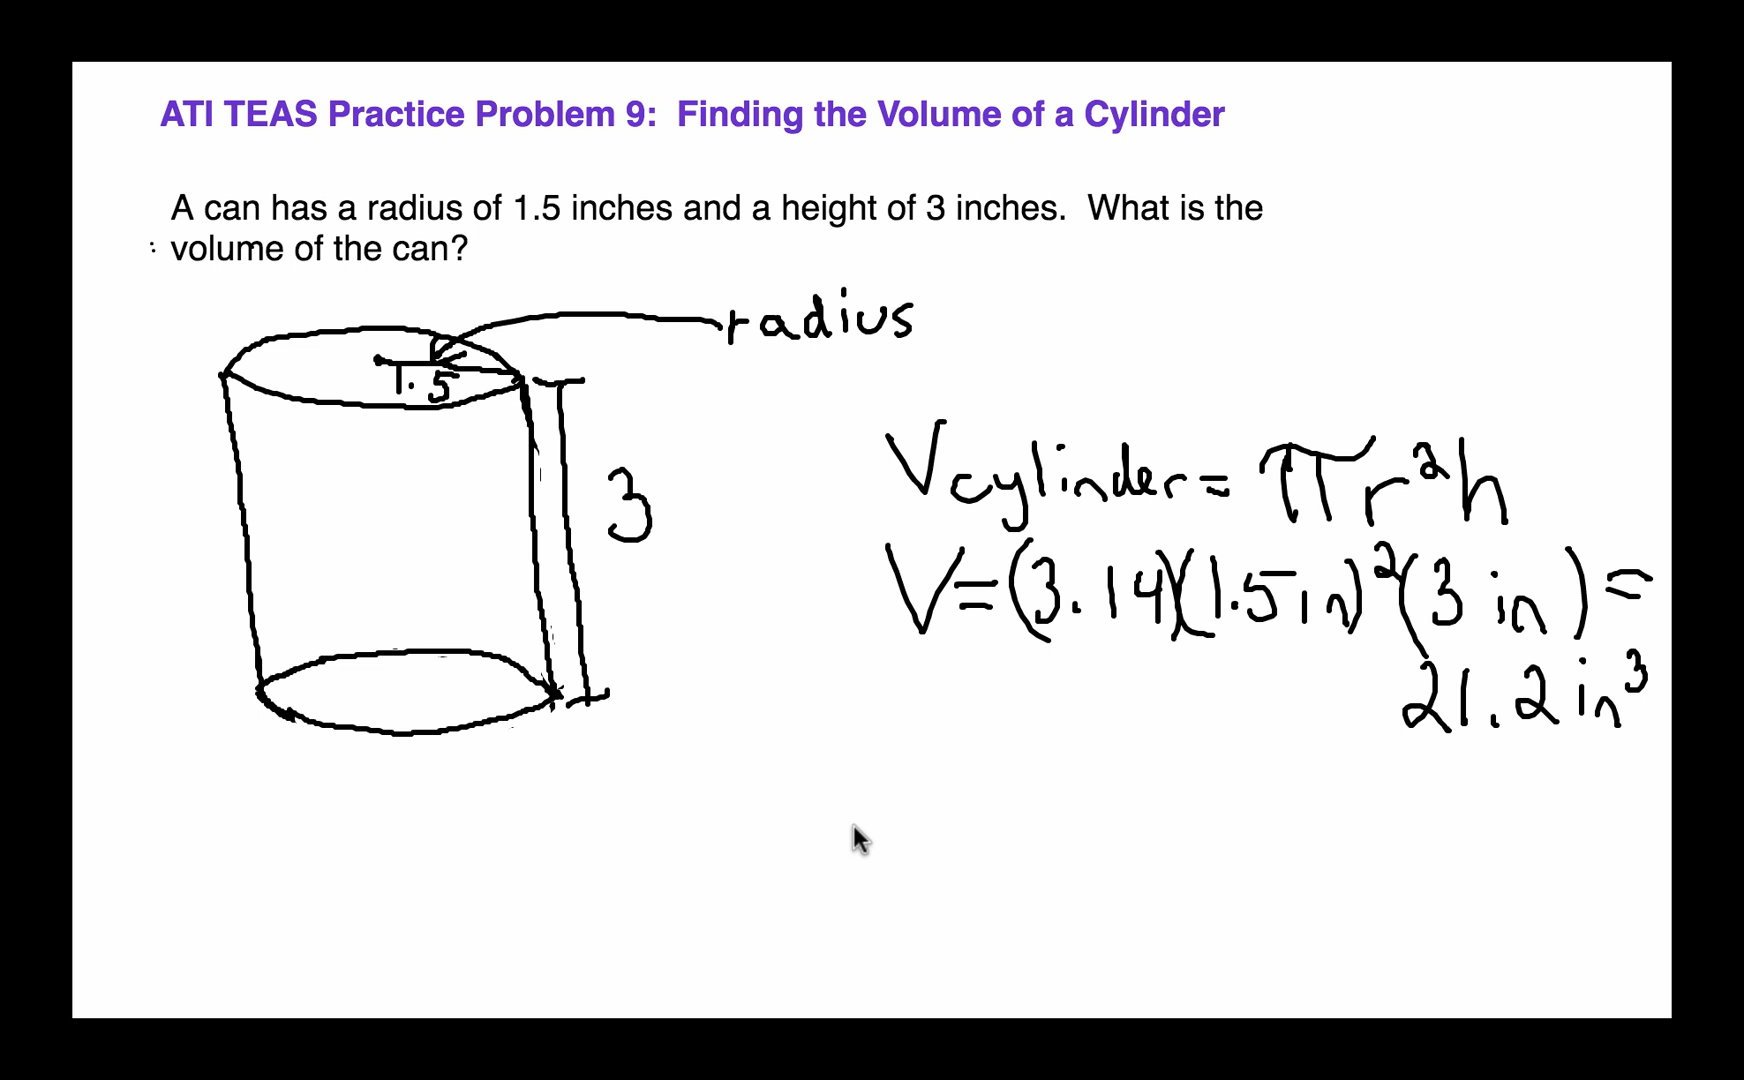 ATI TEAS Practice Problem 9: Finding the Volume of a Cylinder
A can has a radius of 1.5 inches and a height of 3 inches. What is the
volume of the can?
radius
1.5
3
Vcylinder = πr²h
V=(3.14)(1.5in)²(3 in) =
21.2 in³